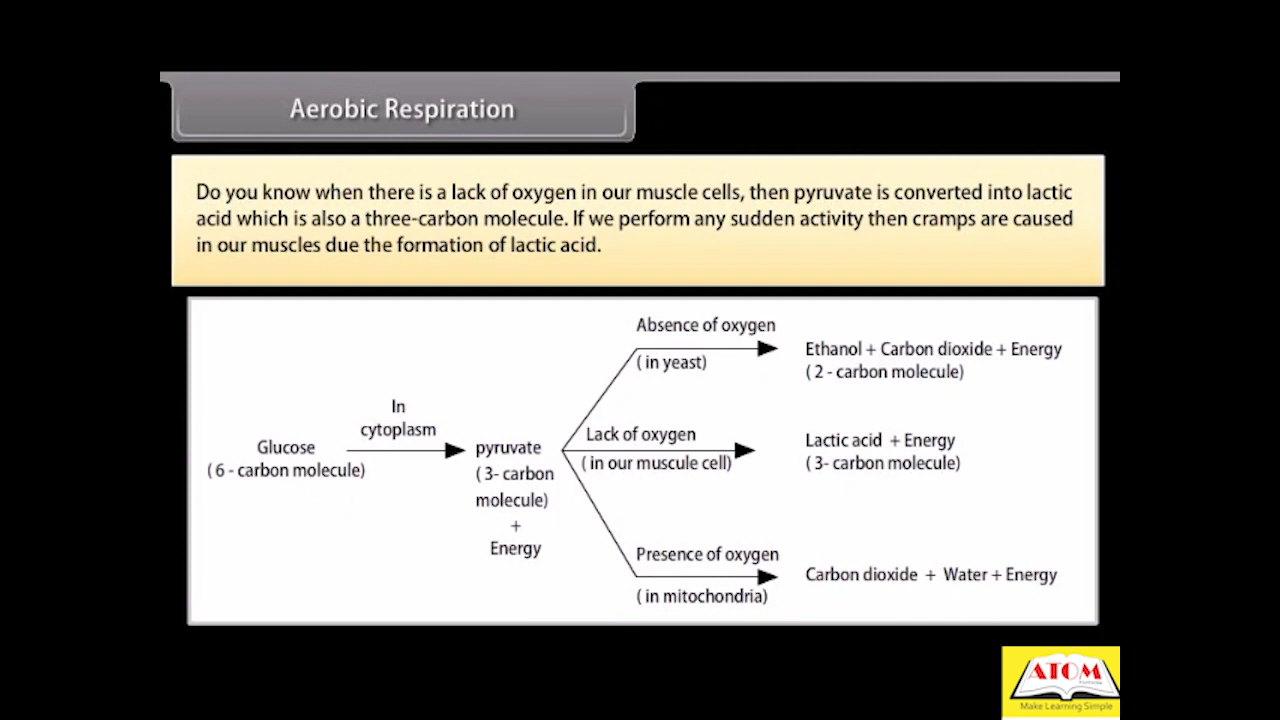 Aerobic Respiration
Do you know when there is a lack of oxygen in our muscle cells, then pyruvate is converted into lactic
acid which is also a three-carbon molecule. If we perform any sudden activity then cramps are caused
in our muscles due the formation of lactic acid.
Absence of oxygen
( in yeast)
Ethanol + Carbon dioxide + Energy
( 2 - carbon molecule)
In
cytoplasm
Glucose
( 6 - carbon molecule)
pyruvate
( 3- carbon
molecule)
+
Energy
Lack of oxygen
( in our muscule cell)
Lactic acid + Energy
( 3- carbon molecule)
Presence of oxygen
( in mitochondria)
Carbon dioxide + Water + Energy
ATOM
Make Learning Simple